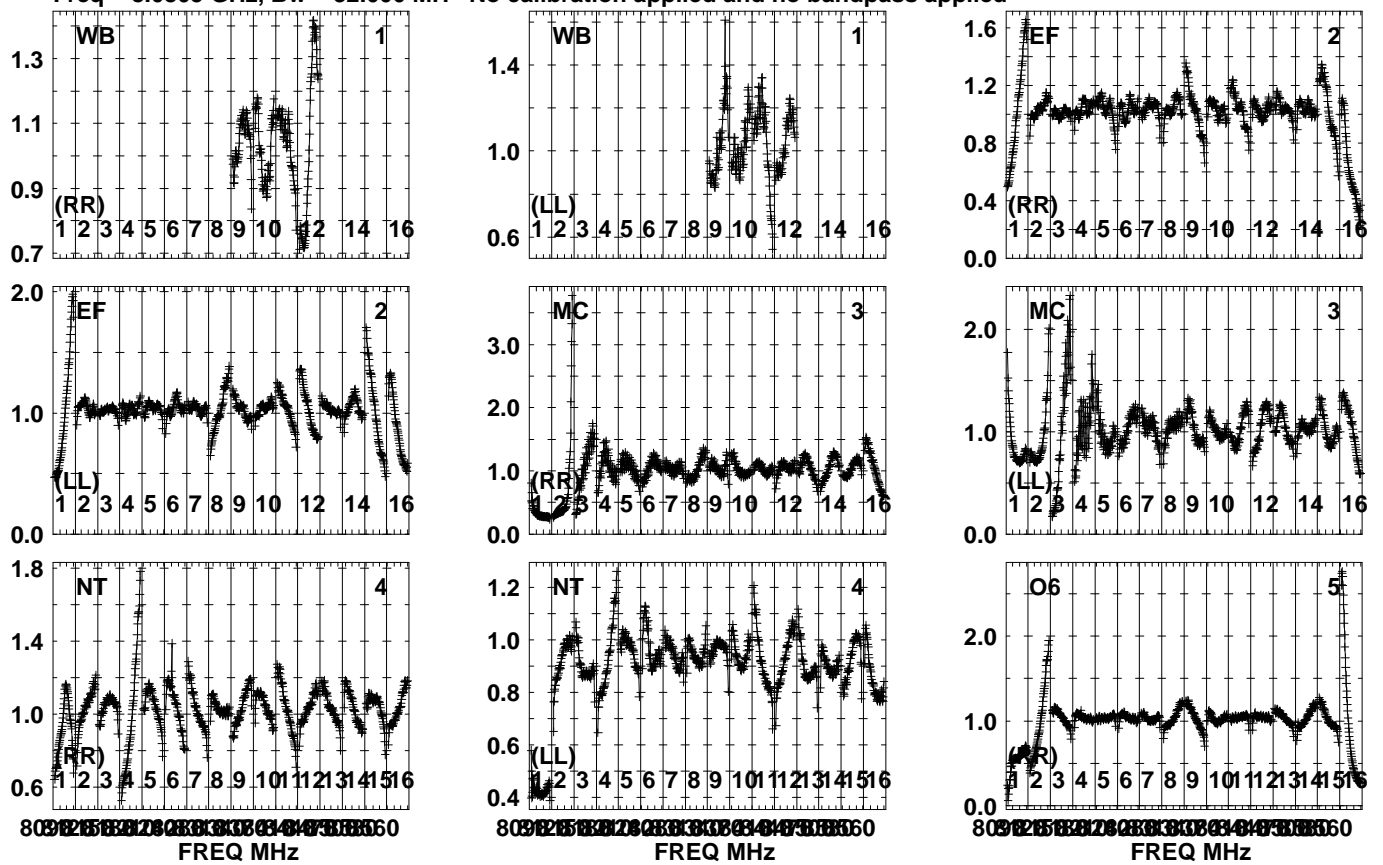 No calibration applied and no bandpass applied
WB 1
1.3
1.1
0.9
0.7
(RR)
1 2 3 4 5 6 7 8 9 10 12 14 16
WB 1
1.4
1.0
0.6
(LL)
1 2 3 4 5 6 7 8 9 10 12 14 16
EF 2
1.6
1.2
0.8
0.4
0.0
(RR)
1 2 3 4 5 6 7 8 9 10 12 14 16
EF 2
2.0
1.0
0.0
(LL)
1 2 3 4 5 6 7 8 9 10 12 14 16
MC 3
3.0
2.0
1.0
0.0
(RR)
1 2 3 4 5 6 7 8 9 10 12 14 16
MC 3
2.0
1.0
0.0
(LL)
1 2 3 4 5 6 7 8 9 10 12 14 16
NT 4
1.8
1.4
1.0
0.6
(RR)
1 2 3 4 5 6 7 8 9 10 11 12 13 14 15 16
FREQ MHz
NT 4
1.2
1.0
0.8
0.6
0.4
(LL)
1 2 3 4 5 6 7 8 9 10 11 12 13 14 15 16
FREQ MHz
O6 5
2.0
1.0
0.0
(RR)
1 2 3 4 5 6 7 8 9 10 11 12 13 14 15 16
FREQ MHz